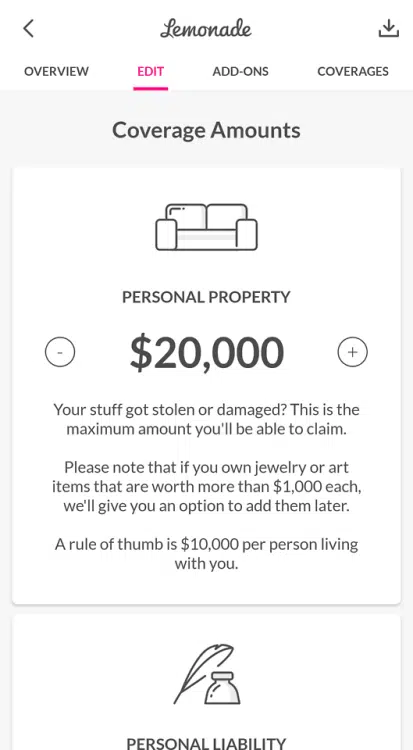 Lemonade
OVERVIEW EDIT ADD-ONS COVERAGES
Coverage Amounts
PERSONAL PROPERTY
- $20,000 +
Your stuff got stolen or damaged? This is the
maximum amount you'll be able to claim.
Please note that if you own jewelry or art
items that are worth more than $1,000 each,
we'll give you an option to add them later.
A rule of thumb is $10,000 per person living
with you.
PERSONAL LIABILITY